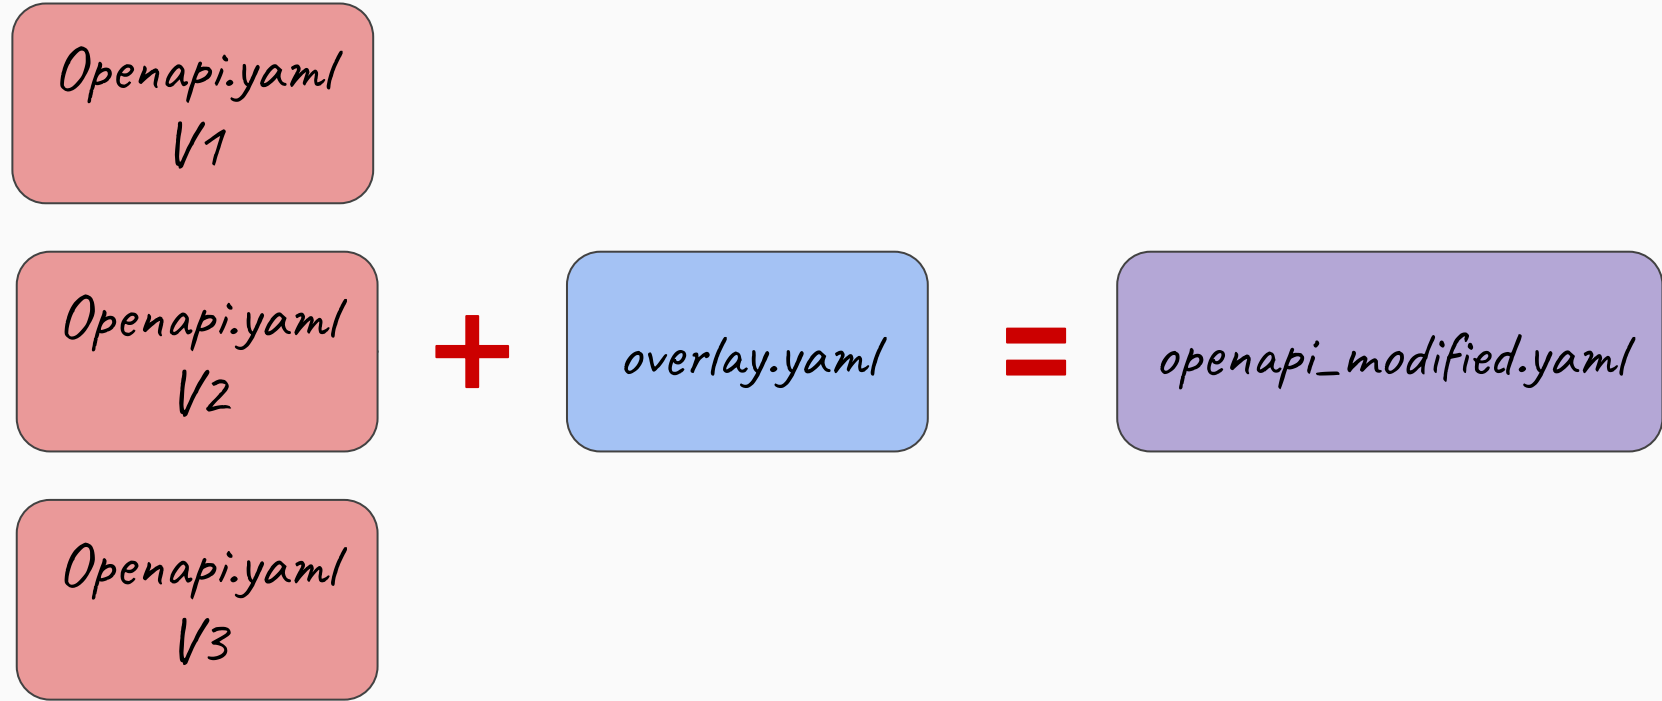 Openapi.yaml
V1
Openapi.yaml
V2
+
overlay.yaml
=
openapi_modified.yaml
Openapi.yaml
V3